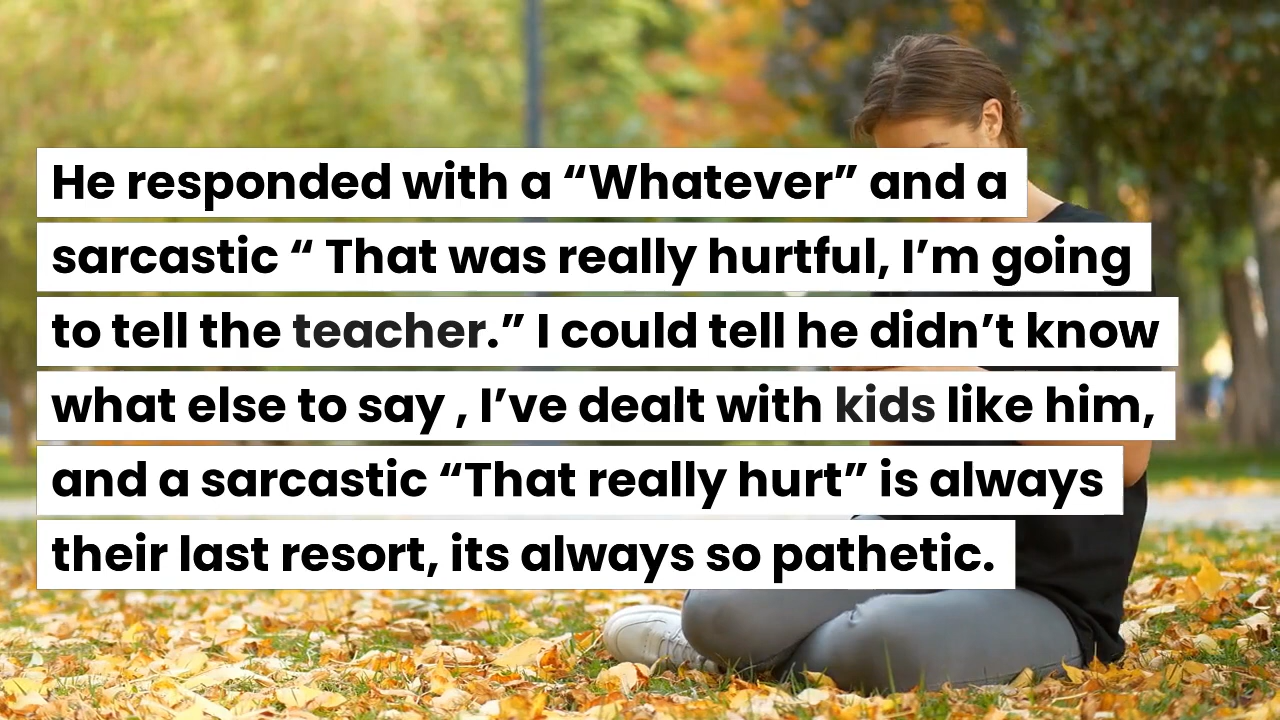 He responded with a “Whatever” and a
sarcastic “ That was really hurtful, I’m going
to tell the teacher.” I could tell he didn’t know
what else to say , I’ve dealt with kids like him,
and a sarcastic “That really hurt” is always
their last resort, its always so pathetic.